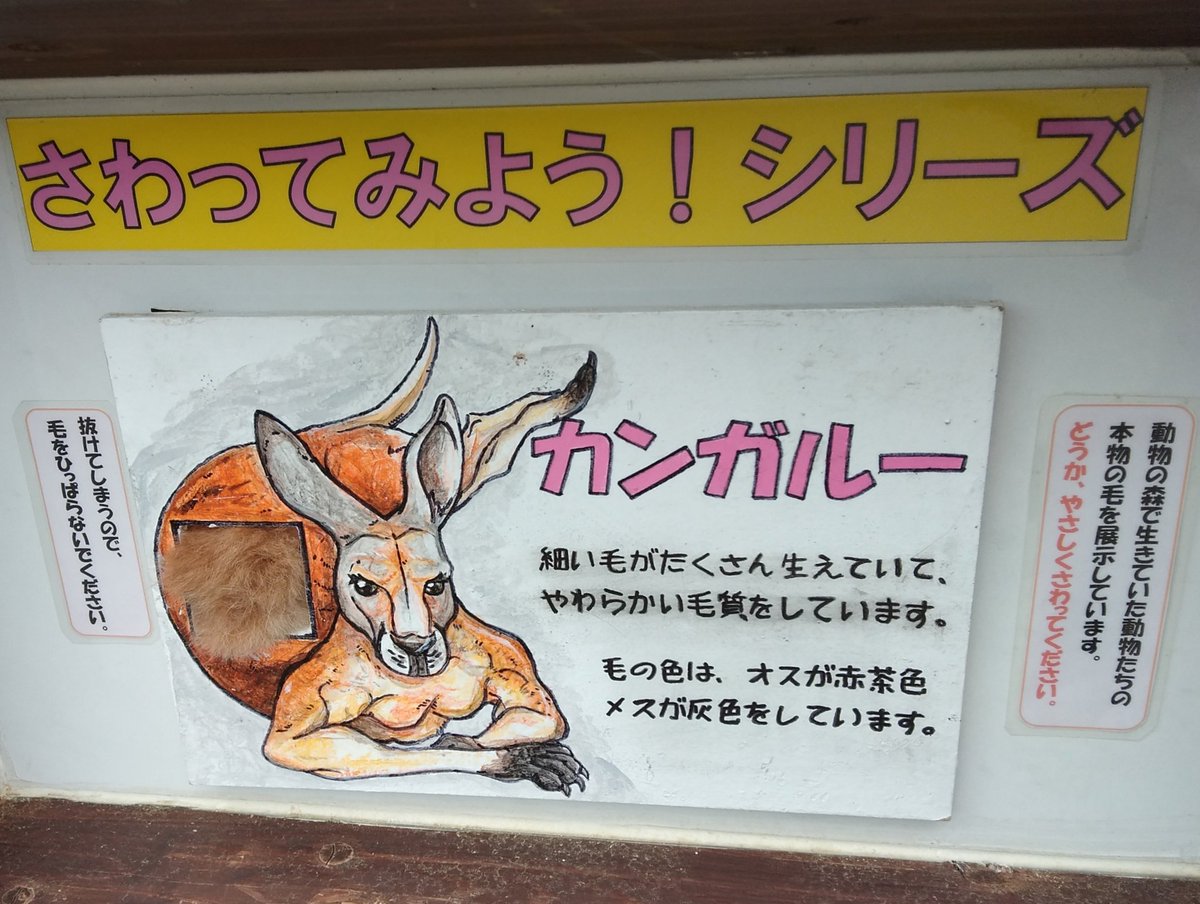 さわってみよう！シリーズ
カンガルー
細い毛がたくさん生えていて、
やわらかい毛質をしています。
毛の色は、オスが赤茶色
メスが灰色をしています。
動物の森で生きていた動物たちの
本物の毛を展示しています。
どうか、やさしくさわってください。
抜けてしまうので、
毛をひっぱらないでください。